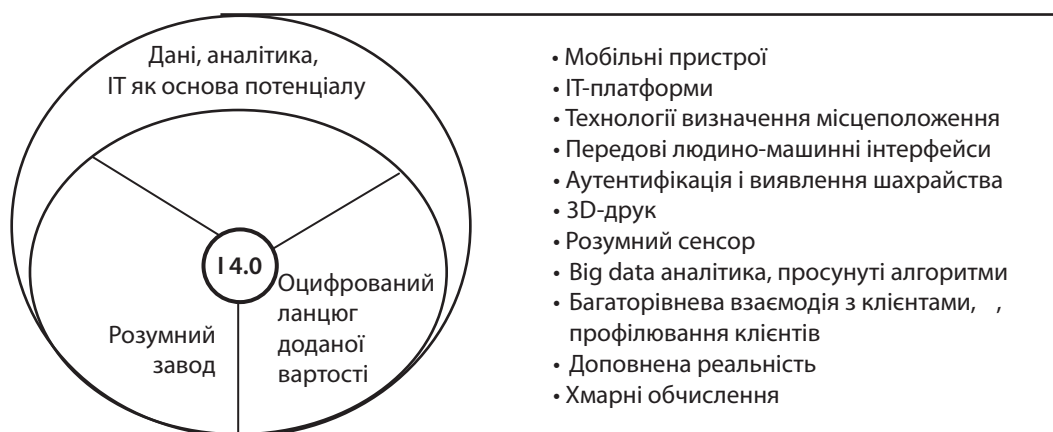 Дані, аналітика,
ІТ як основа потенціалу
І 4.0
Оцифрований
ланцюг
доданої
вартості
Розумний
завод
• Мобільні пристрої
• ІТ-платформи
• Технології визначення місцеположення
• Передові людино-машинні інтерфейси
• Аутентифікація і виявлення шахрайства
• 3D-друк
• Розумний сенсор
• Big data аналітика, просунуті алгоритми
• Багаторівнева взаємодія з клієнтами, ,
профілювання клієнтів
• Доповнена реальність
• Хмарні обчислення